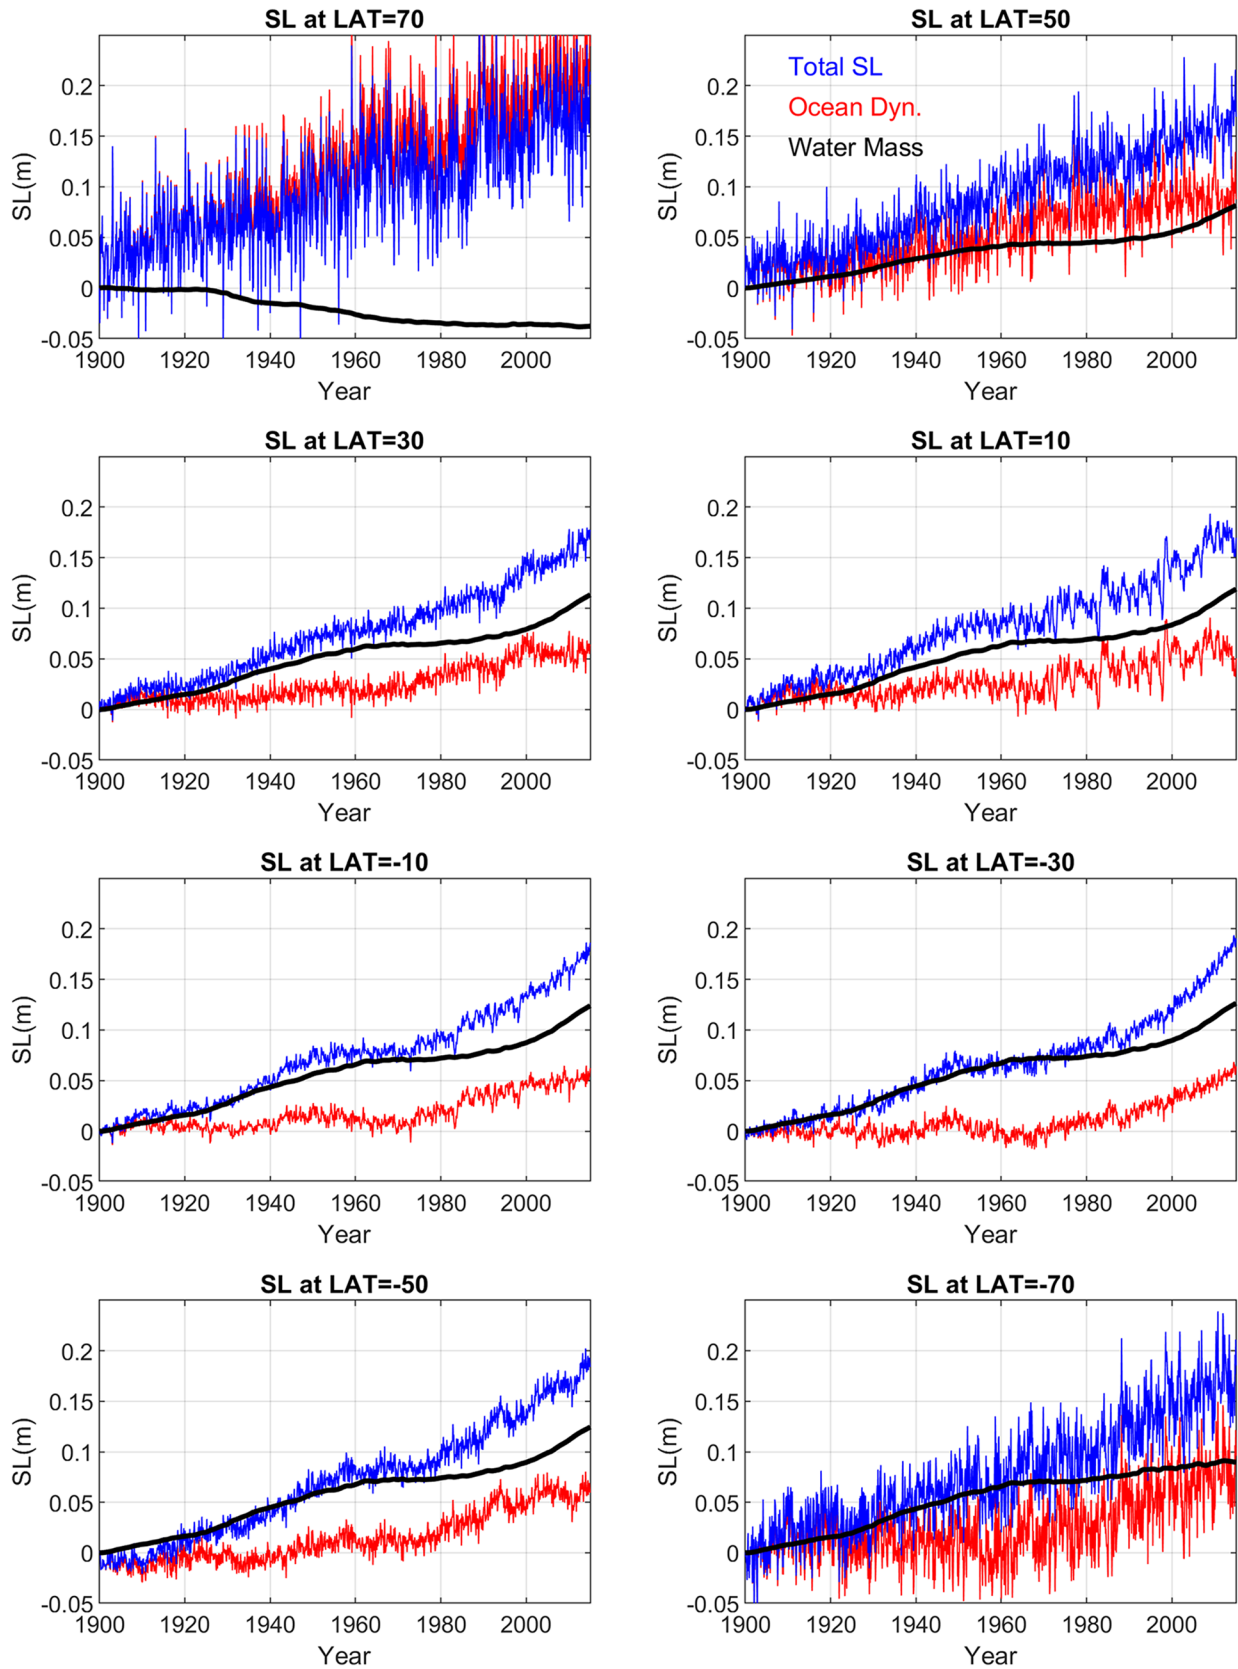 SL at LAT=70
SL(m)
0.2
0.15
0.1
0.05
0
-0.05
1900 1920 1940 1960 1980 2000
Year
SL at LAT=50
Total SL
Ocean Dyn.
Water Mass
SL(m)
0.2
0.15
0.1
0.05
0
-0.05
1900 1920 1940 1960 1980 2000
Year
SL at LAT=30
SL(m)
0.2
0.15
0.1
0.05
0
-0.05
1900 1920 1940 1960 1980 2000
Year
SL at LAT=10
SL(m)
0.2
0.15
0.1
0.05
0
-0.05
1900 1920 1940 1960 1980 2000
Year
SL at LAT=-10
SL(m)
0.2
0.15
0.1
0.05
0
-0.05
1900 1920 1940 1960 1980 2000
Year
SL at LAT=-30
SL(m)
0.2
0.15
0.1
0.05
0
-0.05
1900 1920 1940 1960 1980 2000
Year
SL at LAT=-50
SL(m)
0.2
0.15
0.1
0.05
0
-0.05
1900 1920 1940 1960 1980 2000
Year
SL at LAT=-70
SL(m)
0.2
0.15
0.1
0.05
0
-0.05
1900 1920 1940 1960 1980 2000
Year